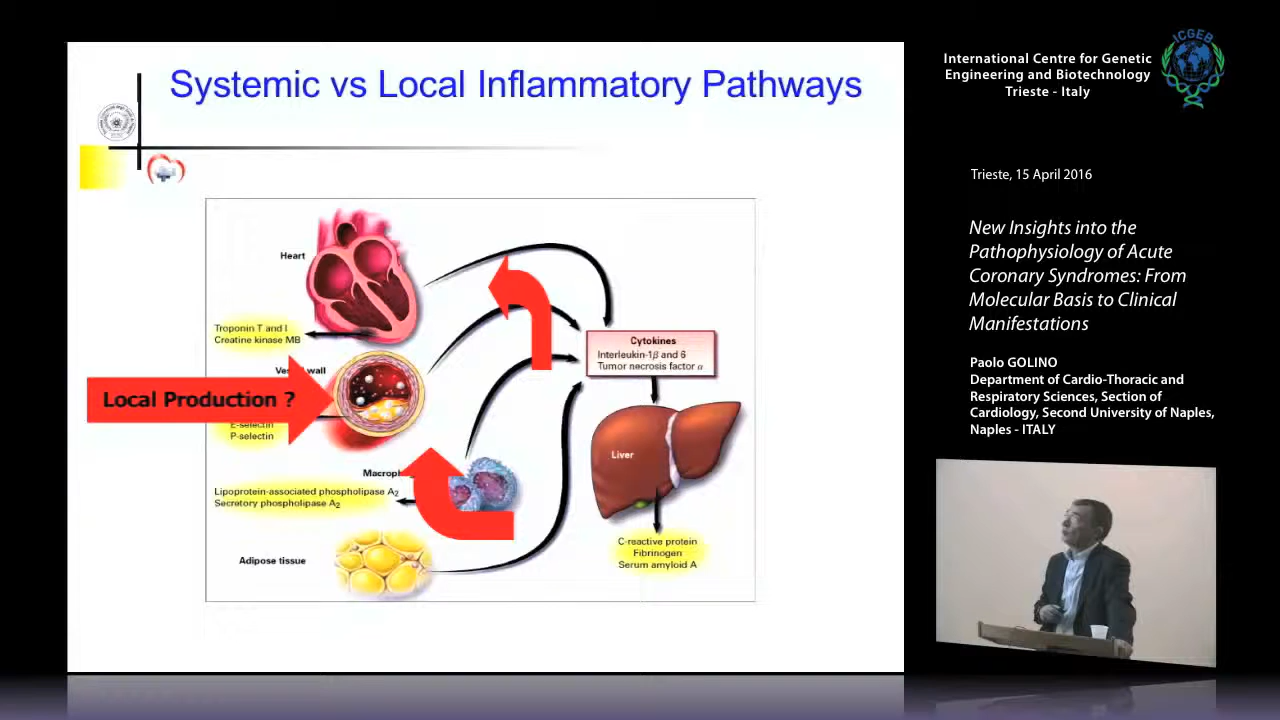 Systemic vs Local Inflammatory Pathways
Heart
Troponin T and I
Creatine kinase MB
wall
Local Production ?
E-selectin
P-selectin
Lipoprotein-associated phospholipase A2
Secretory phospholipase A2
Adipose tissue
Cytokines
Interleukin-1β and 6
Tumor necrosis factor α
Liver
C-reactive protein
Fibrinogen
Serum amyloid A
International Centre for Genetic
Engineering and Biotechnology
Trieste - Italy
ICGEB
Trieste, 15 April 2016
New Insights into the
Pathophysiology of Acute
Coronary Syndromes: From
Molecular Basis to Clinical
Manifestations
Paolo GOLINO
Department of Cardio-Thoracic and
Respiratory Sciences, Section of
Cardiology, Second University of Naples,
Naples - ITALY